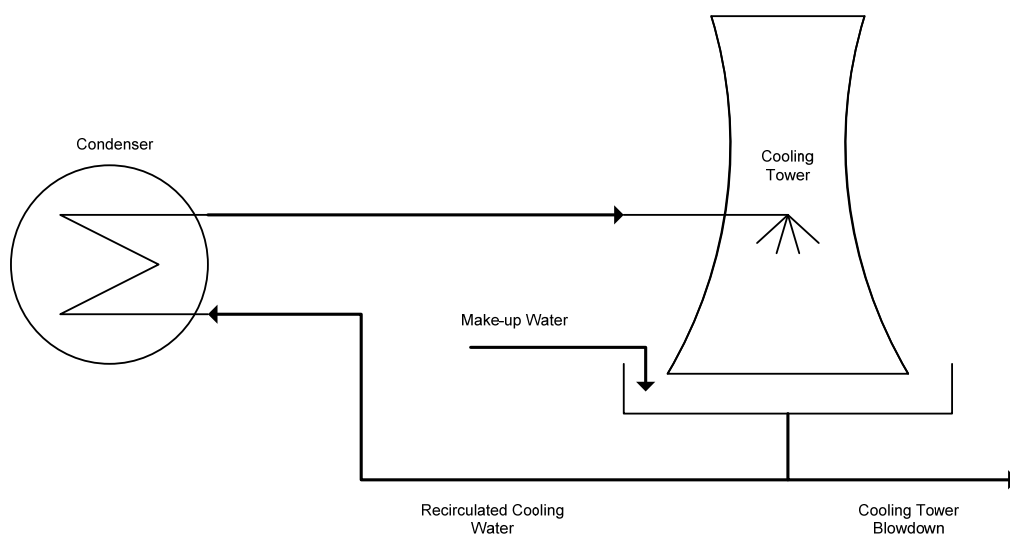 Condenser
Cooling
Tower
Make-up Water
Recirculated Cooling
Water
Cooling Tower
Blowdown